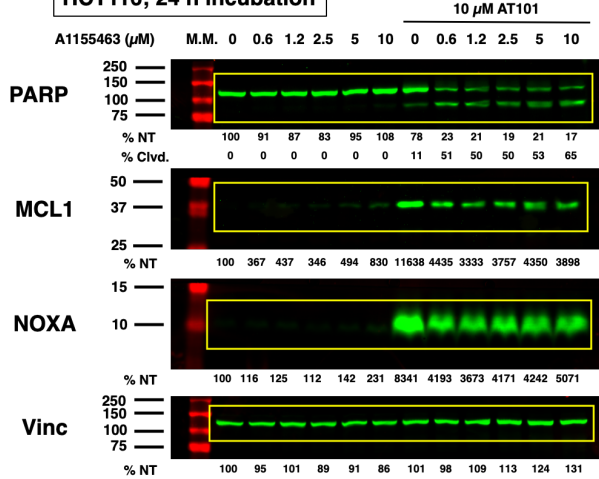 HCT116, 24 h incubation
10 µM AT101
A1155463 (µM) M.M. 0 0.6 1.2 2.5 5 10 0 0.6 1.2 2.5 5 10
PARP
250
150
100
75
% NT 100 91 87 83 95 108 78 23 21 19 21 17
% Clvd. 0 0 0 0 0 0 11 51 50 50 53 65
MCL1
50
37
25
% NT 100 367 437 346 494 830 11638 4435 3333 3757 4350 3898
NOXA
15
10
% NT 100 116 125 112 142 231 8341 4193 3673 4171 4242 5071
Vinc
250
150
100
75
% NT 100 95 101 89 91 86 101 98 109 113 124 131